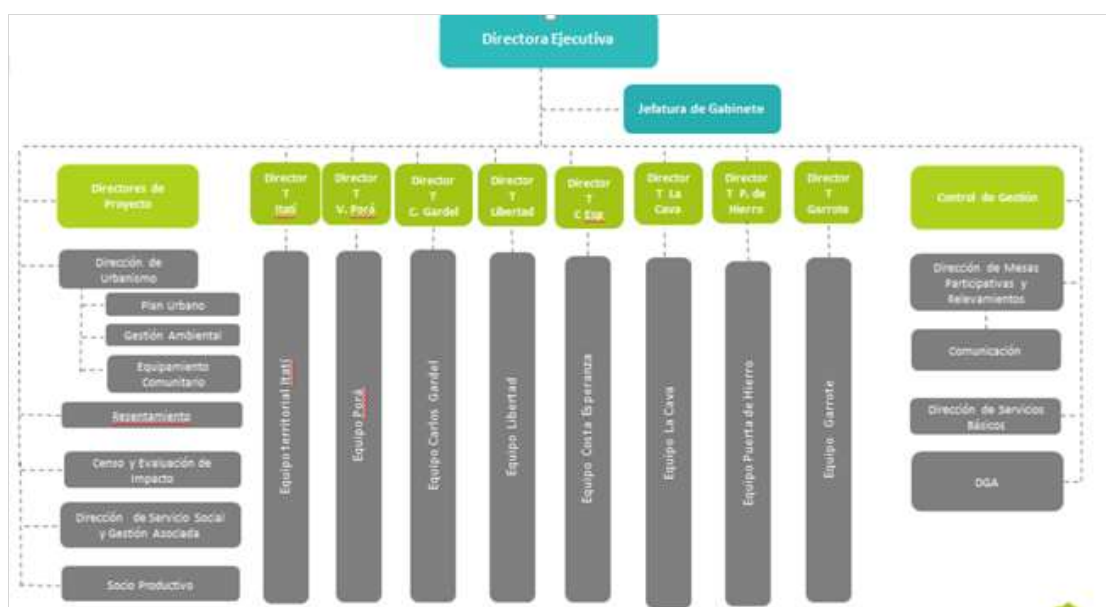 Directora Ejecutiva
Jefatura de Gabinete
Directores de
Proyecto
Director
T
Itatí
Director
T
V. Porá
Director
T
C. Gardel
Director
T
Libertad
Director
T
C Esp.
Director
T La
Cava
Director
T P. de
Hierro
Director
T
Garrote
Control de Gestión
Dirección de
Urbanismo
Plan Urbano
Gestión Ambiental
Equipamiento
Comunitario
Resentamiento
Censo y Evaluación de
Impacto
Dirección de Servicio Social
y Gestión Asociada
Socio Productivo
Equipo territorial Itatí
Equipo Porá
Equipo Carlos Gardel
Equipo Libertad
Equipo Costa Esperanza
Equipo La Cava
Equipo Puerta de Hierro
Equipo Garrote
Dirección de Mesas
Participativas y
Relevamientos
Comunicación
Dirección de Servicios
Básicos
DGA